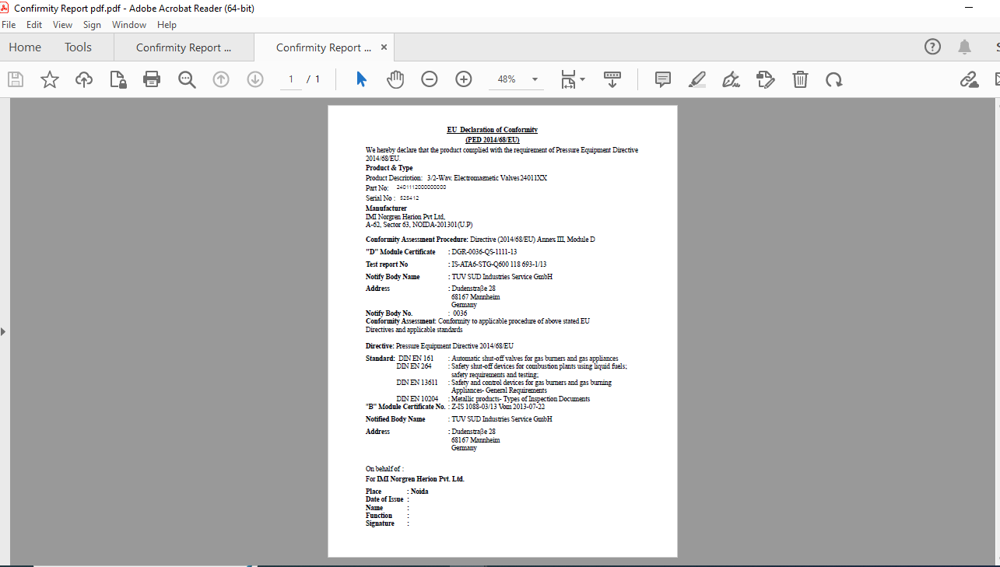 Confirmity Report pdf.pdf - Adobe Acrobat Reader (64-bit)
File Edit View Sign Window Help
Home Tools Confirmity Report ... Confirmity Report ... ×
1 / 1 48%
EU Declaration of Conformity
(PED 2014/68/EU)
We hereby declare that the product complied with the requirement of Pressure Equipment Directive
2014/68/EU.
Product & Type
Product Description: 3/2-Way, Electromagnetic Valves 24011XX
Part No: 2401112000000000
Serial No : 525412
Manufacturer
IMI Norgren Herion Pvt Ltd,
A-62, Sector 63, NOIDA-201301(U.P)
Conformity Assessment Procedure: Directive (2014/68/EU) Annex III, Module D
"D" Module Certificate : DGR-0036-QS-1111-13
Test report No : IS-ATA6-STG-Q600 118 693-1/13
Notify Body Name : TUV SUD Industries Service GmbH
Address : Dudenstraße 28
68167 Mannheim
Germany
Notify Body No. : 0036
Conformity Assessment: Conformity to applicable procedure of above stated EU
Directives and applicable standards
Directive: Pressure Equipment Directive 2014/68/EU
Standard: DIN EN 161 : Automatic shut-off valves for gas burners and gas appliances
DIN EN 264 : Safety shut-off devices for combustion plants using liquid fuels;
safety requirements and testing;
DIN EN 13611 : Safety and control devices for gas burners and gas burning
Appliances- General Requirements
DIN EN 10204 : Metallic products- Types of Inspection Documents
"B" Module Certificate No. : Z-IS 1088-03/13 Vom 2013-07-22
Notified Body Name : TUV SUD Industries Service GmbH
Address : Dudenstraße 28
68167 Mannheim
Germany
On behalf of :
For IMI Norgren Herion Pvt. Ltd.
Place : Noida
Date of Issue :
Name :
Function :
Signature :